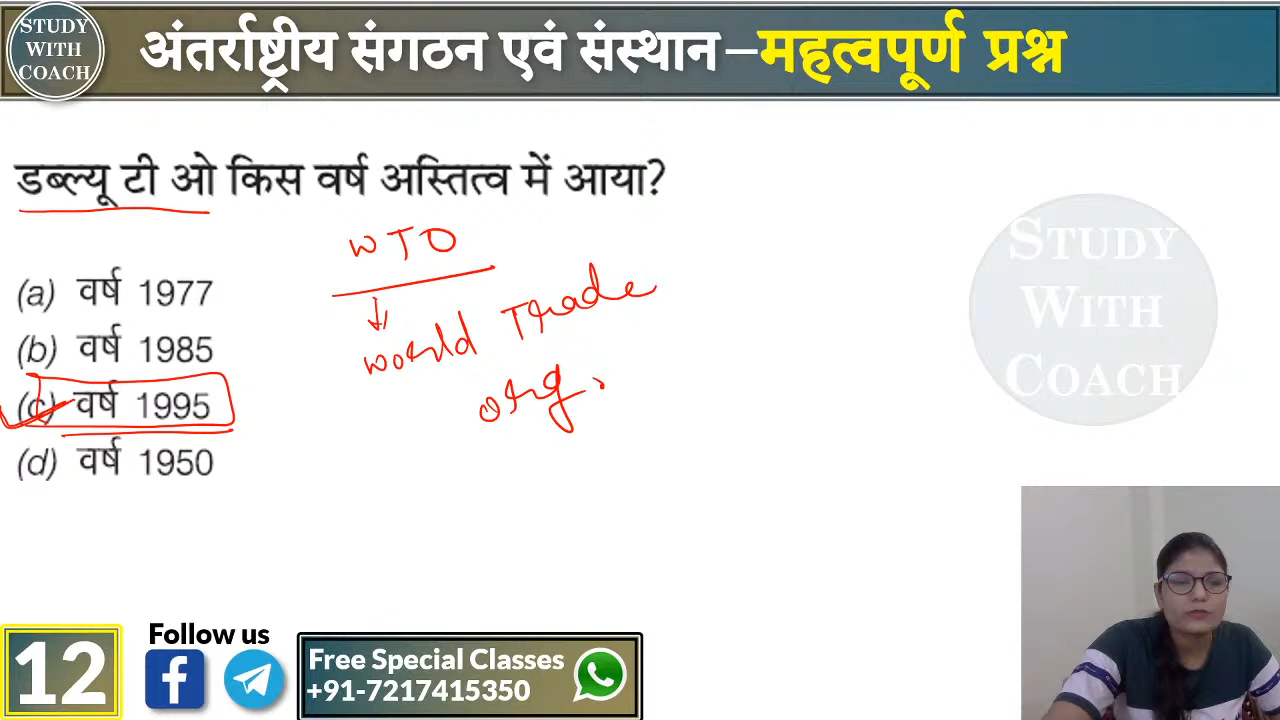 STUDY
WITH
COACH
अंतर्राष्ट्रीय संगठन एवं संस्थान–महत्वपूर्ण प्रश्न
डब्ल्यू टी ओ किस वर्ष अस्तित्व में आया?
WTO
(a) वर्ष 1977
World Trade
(b) वर्ष 1985
org.
(c) वर्ष 1995
(d) वर्ष 1950
STUDY
WITH
COACH
12
Follow us
Free Special Classes
+91-7217415350